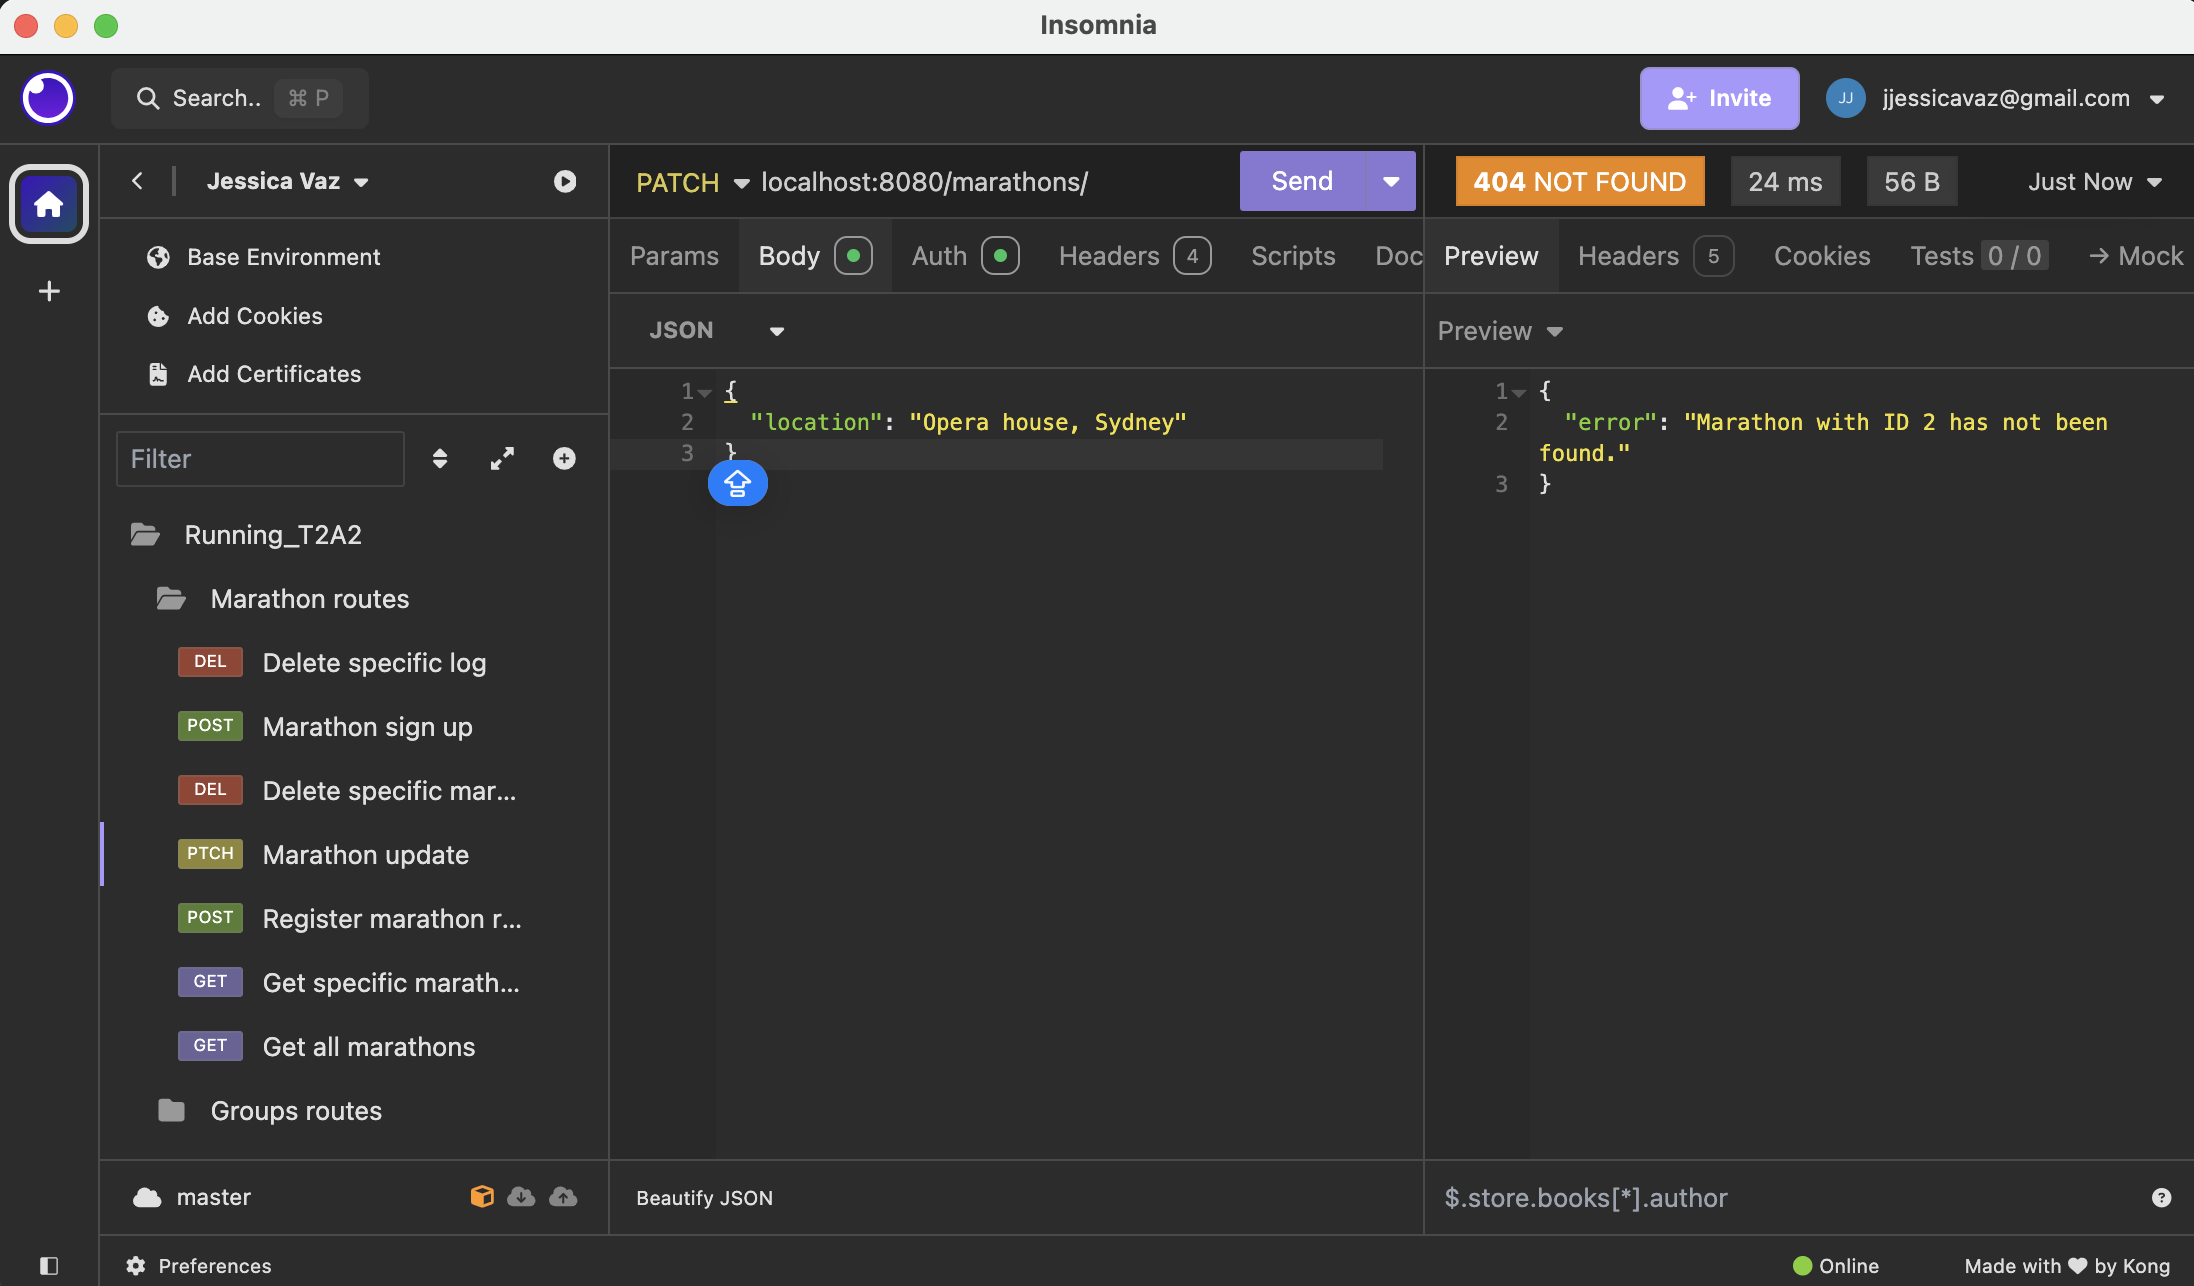 Insomnia
Search.. ⌘ P
Invite
JJ jjessicavaz@gmail.com
Jessica Vaz
PATCH localhost:8080/marathons/ Send
404 NOT FOUND 24 ms 56 B Just Now
Base Environment
Add Cookies
Add Certificates
Params Body Auth Headers 4 Scripts Doc
Preview Headers 5 Cookies Tests 0 / 0 → Mock
JSON
Preview
1 {
2 "location": "Opera house, Sydney"
3 }
1 {
2 "error": "Marathon with ID 2 has not been
found."
3 }
Filter
Running_T2A2
Marathon routes
DEL Delete specific log
POST Marathon sign up
DEL Delete specific mar...
PTCH Marathon update
POST Register marathon r...
GET Get specific marath...
GET Get all marathons
Groups routes
master
Beautify JSON
$.store.books[*].author
?
Preferences
Online
Made with ♥ by Kong